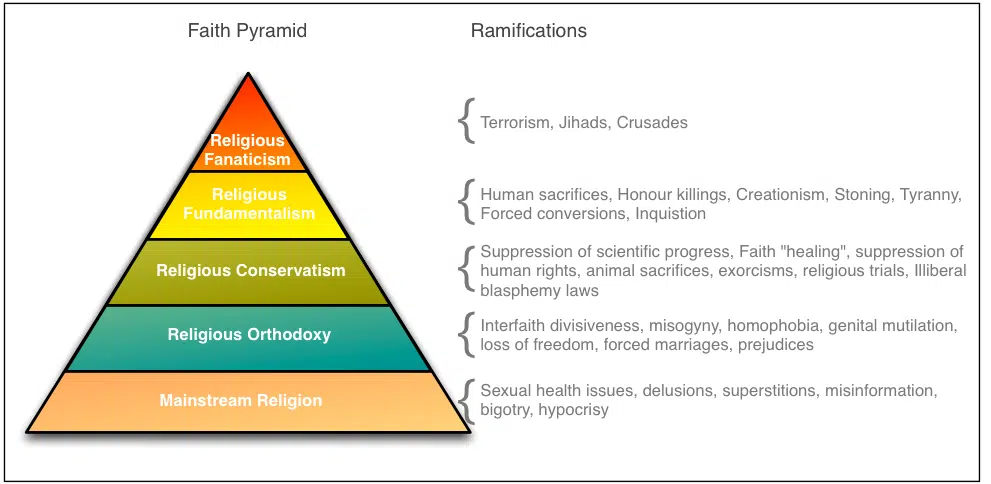 Faith Pyramid
Ramifications
Religious
Fanaticism
{ Terrorism, Jihads, Crusades
Religious
Fundamentalism
{ Human sacrifices, Honour killings, Creationism, Stoning, Tyranny,
Forced conversions, Inquistion
Religious Conservatism
{ Suppression of scientific progress, Faith "healing", suppression of
human rights, animal sacrifices, exorcisms, religious trials, Illiberal
blasphemy laws
Religious Orthodoxy
{ Interfaith divisiveness, misogyny, homophobia, genital mutilation,
loss of freedom, forced marriages, prejudices
Mainstream Religion
{ Sexual health issues, delusions, superstitions, misinformation,
bigotry, hypocrisy